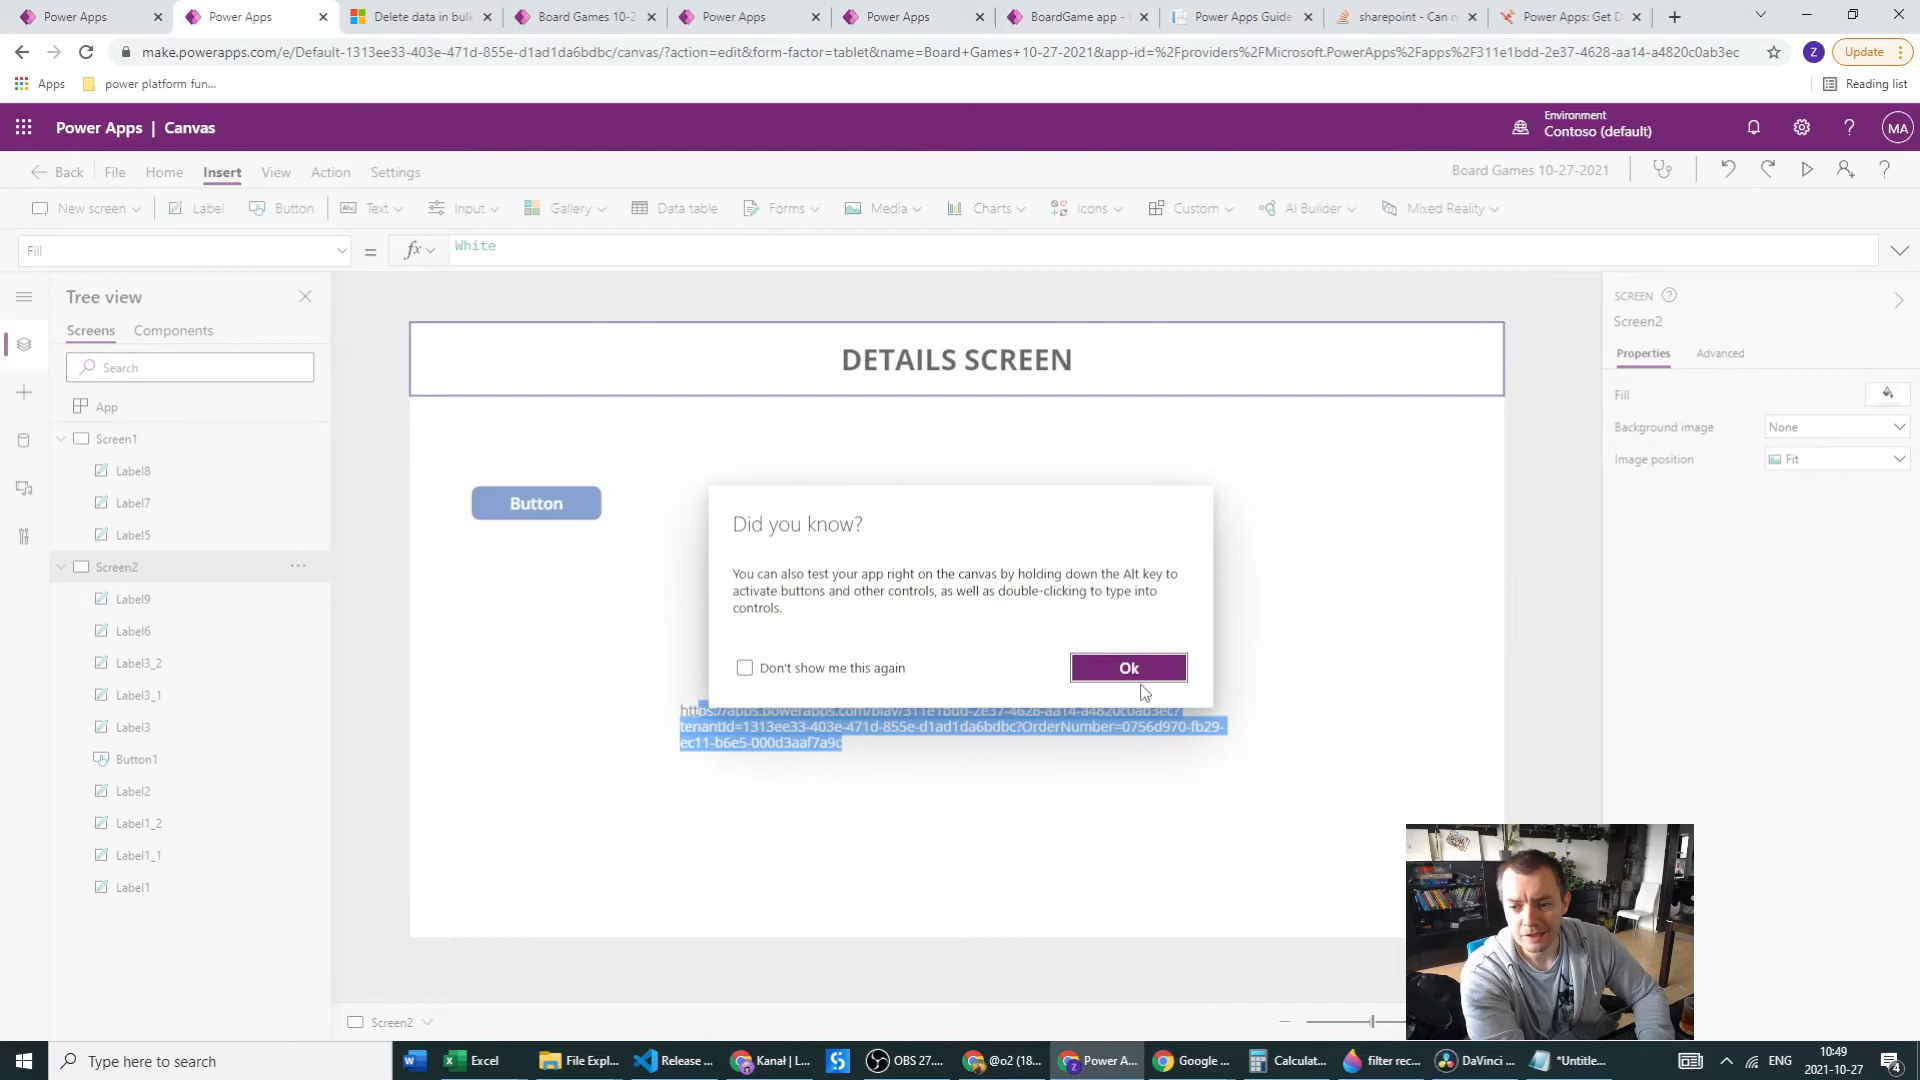 Power Apps
Power Apps
Delete data in bulk
Board Games 10-2
Power Apps
Power Apps
BoardGame app -
Power Apps Guide
sharepoint - Can n
Power Apps: Get D
make.powerapps.com/e/Default-1313ee33-403e-471d-855e-d1ad1da6bdbc/canvas/?action=edit&form-factor=tablet&name=Board+Games+10-27-2021&app-id=%2Fproviders%2FMicrosoft.PowerApps%2Fapps%2F311e1bdd-2e37-4628-aa14-a4820c0ab3ec
Z
Update
Apps
power platform fun...
Reading list
Power Apps | Canvas
Environment
Contoso (default)
MA
Back
File
Home
Insert
View
Action
Settings
Board Games 10-27-2021
New screen
Label
Button
Text
Input
Gallery
Data table
Forms
Media
Charts
Icons
Custom
AI Builder
Mixed Reality
Fill
=
fx
White
Tree view
Screens
Components
Search
App
Screen1
Label8
Label7
Label5
Screen2
Label9
Label6
Label3_2
Label3_1
Label3
Button1
Label2
Label1_2
Label1_1
Label1
DETAILS SCREEN
Button
Did you know?
You can also test your app right on the canvas by holding down the Alt key to
activate buttons and other controls, as well as double-clicking to type into
controls.
Don't show me this again
Ok
https://apps.powerapps.com/play/311e1bdd-2e37-4628-aa14-a4820c0ab3ec?
tenantId=1313ee33-403e-471d-855e-d1ad1da6bdbc?OrderNumber=0756d970-fb29-
ec11-b6e5-000d3aaf7a9c
SCREEN
Screen2
Properties
Advanced
Fill
Background image
None
Image position
Fit
Screen2
Type here to search
Excel
File Expl...
Release ...
Kanał | L...
OBS 27....
@o2 (18...
Power A...
Google ...
Calculat...
filter rec...
DaVinci ...
*Untitle...
ENG
10:49
2021-10-27
4